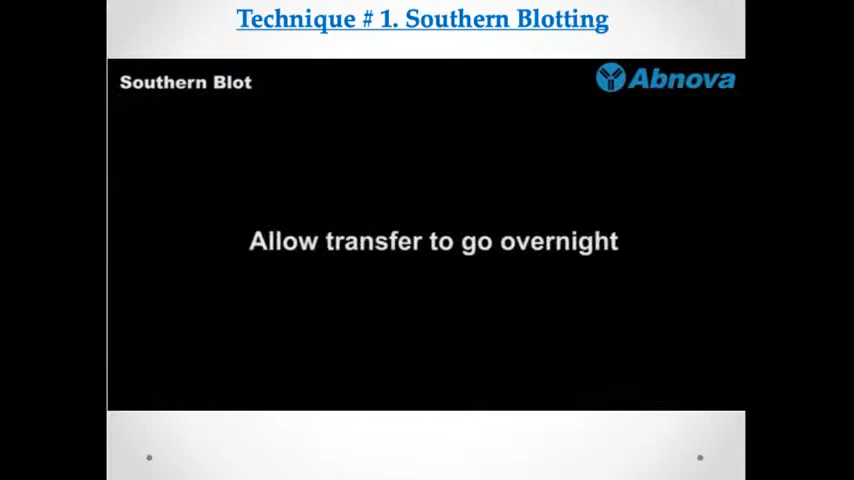 Technique # 1. Southern Blotting
Southern Blot
Abnova
Allow transfer to go overnight